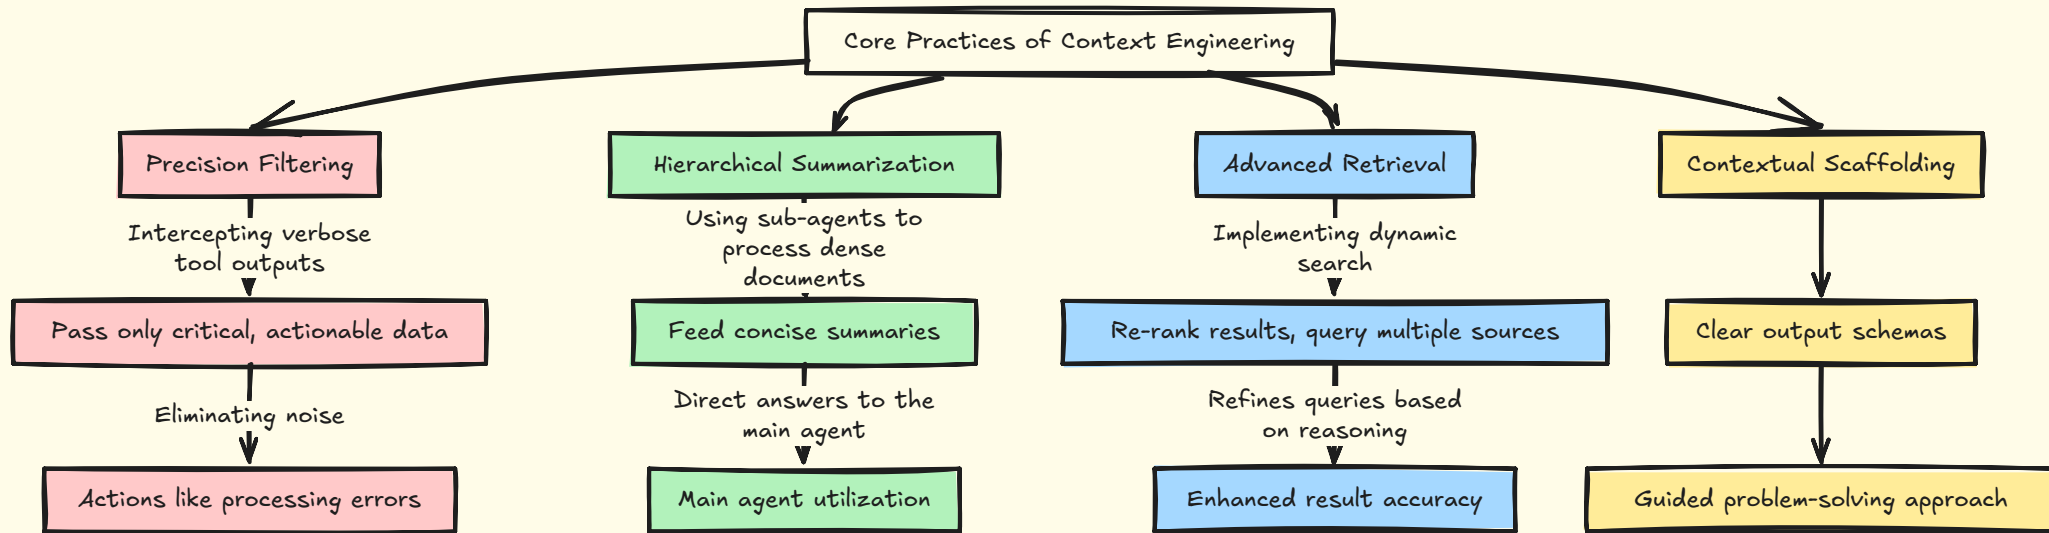 Core Practices of Context Engineering
Precision Filtering
Hierarchical Summarization
Advanced Retrieval
Contextual Scaffolding
Intercepting verbose
tool outputs
Using sub-agents to
process dense
documents
Implementing dynamic
search
Pass only critical, actionable data
Feed concise summaries
Re-rank results, query multiple sources
Clear output schemas
Eliminating noise
Direct answers to the
main agent
Refines queries based
on reasoning
Actions like processing errors
Main agent utilization
Enhanced result accuracy
Guided problem-solving approach